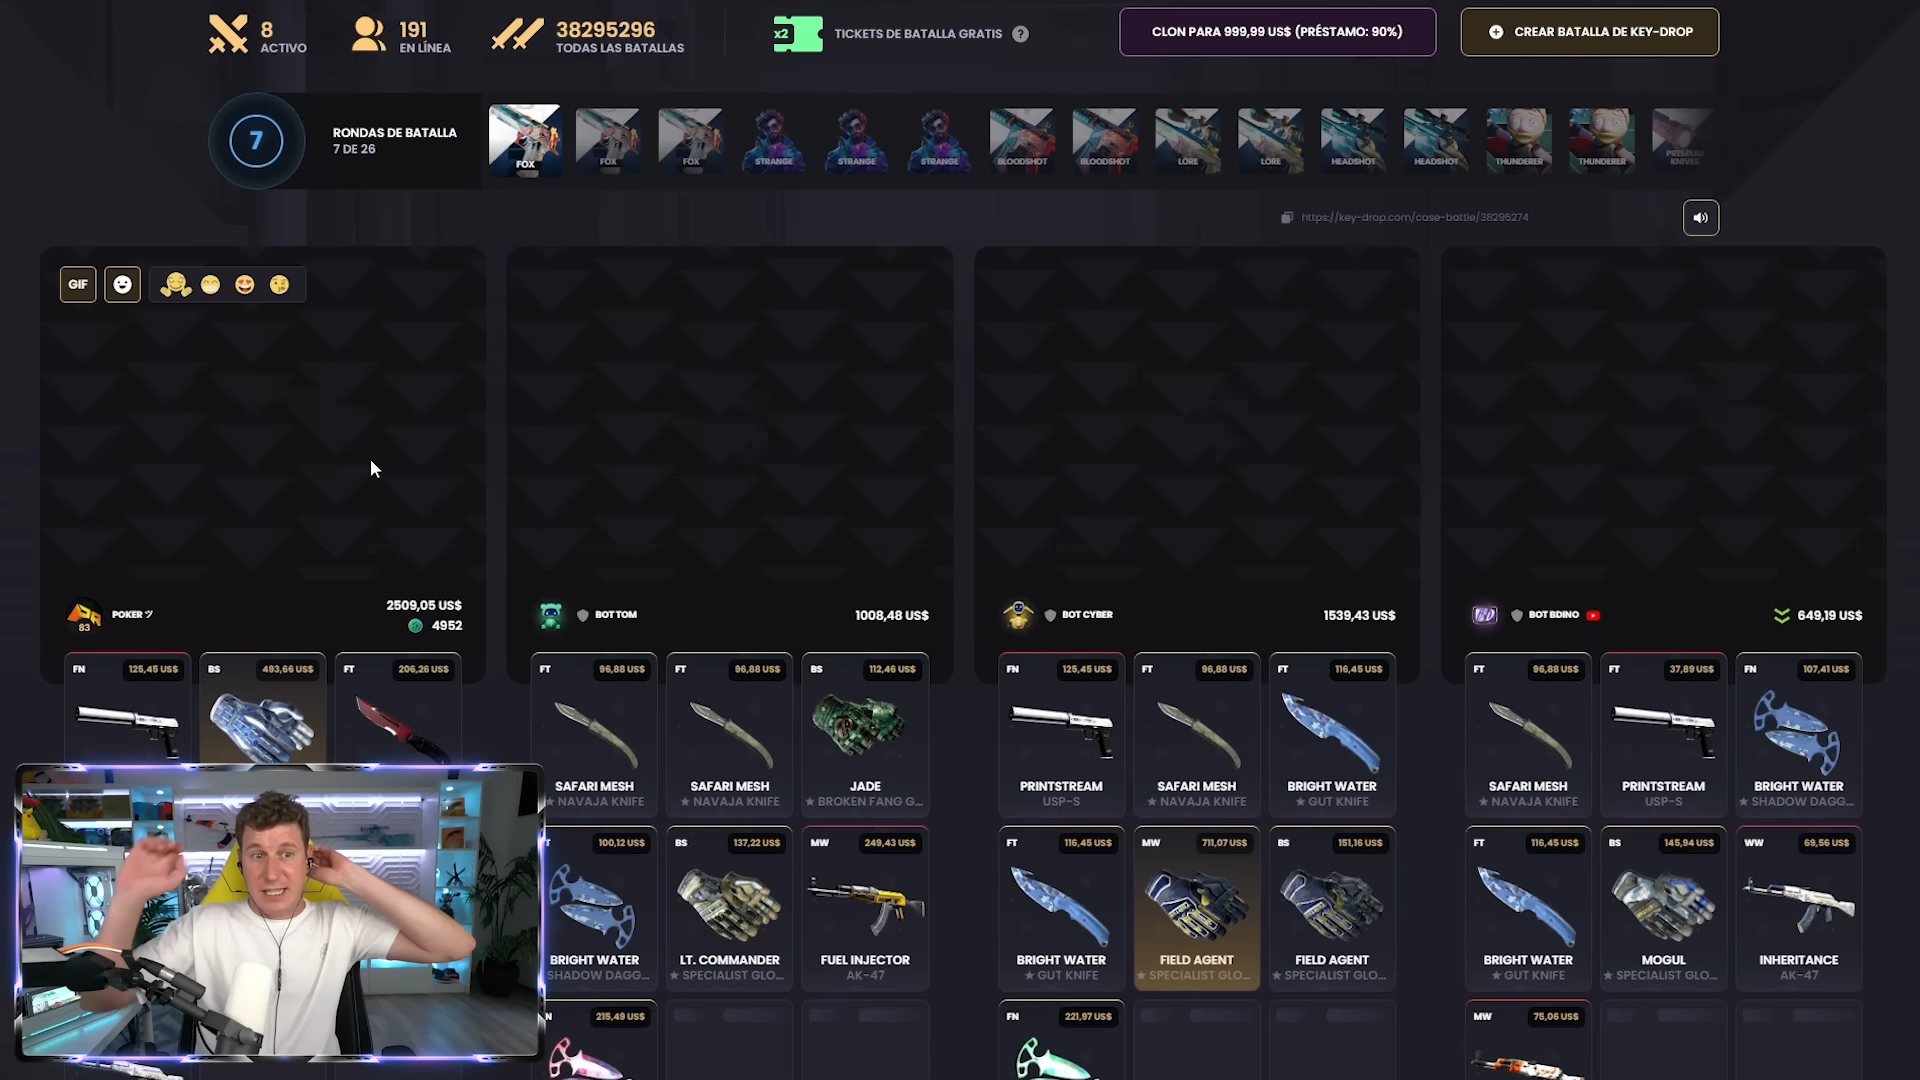 8
ACTIVO
191
EN LÍNEA
38295296
TODAS LAS BATALLAS
x2
TICKETS DE BATALLA GRATIS ?
CLON PARA 999,99 US$ (PRÉSTAMO: 90%)
CREAR BATALLA DE KEY-DROP
7
RONDAS DE BATALLA
7 DE 26
FOX
FOX
FOX
STRANGE
STRANGE
STRANGE
BLOODSHOT
BLOODSHOT
LORE
LORE
HEADSHOT
HEADSHOT
THUNDERER
THUNDERER
PREMIUM
KNIVES
https://key-drop.com/case-battle/38295274
GIF
83
POKER ツ
2509,05 US$
4952
BOT TOM
1008,48 US$
BOT CYBER
1539,43 US$
BOT BDINO
649,19 US$
FN 125,45 US$
BS 493,66 US$
FT 206,26 US$
FT 96,88 US$
SAFARI MESH
★ NAVAJA KNIFE
FT 96,88 US$
SAFARI MESH
★ NAVAJA KNIFE
BS 112,46 US$
JADE
★ BROKEN FANG G...
FN 125,45 US$
PRINTSTREAM
USP-S
FT 96,88 US$
SAFARI MESH
★ NAVAJA KNIFE
FT 116,45 US$
BRIGHT WATER
★ GUT KNIFE
FT 96,88 US$
SAFARI MESH
★ NAVAJA KNIFE
FT 37,89 US$
PRINTSTREAM
USP-S
FN 107,41 US$
BRIGHT WATER
★ SHADOW DAGG...
100,12 US$
BRIGHT WATER
SHADOW DAGG...
BS 137,22 US$
LT. COMMANDER
★ SPECIALIST GLO...
MW 249,43 US$
FUEL INJECTOR
AK-47
FT 116,45 US$
BRIGHT WATER
★ GUT KNIFE
MW 711,07 US$
FIELD AGENT
★ SPECIALIST GLO...
BS 151,16 US$
FIELD AGENT
★ SPECIALIST GLO...
FT 116,45 US$
BRIGHT WATER
★ GUT KNIFE
BS 145,94 US$
MOGUL
★ SPECIALIST GLO...
WW 69,56 US$
INHERITANCE
AK-47
215,49 US$
FN 221,97 US$
MW 75,06 US$